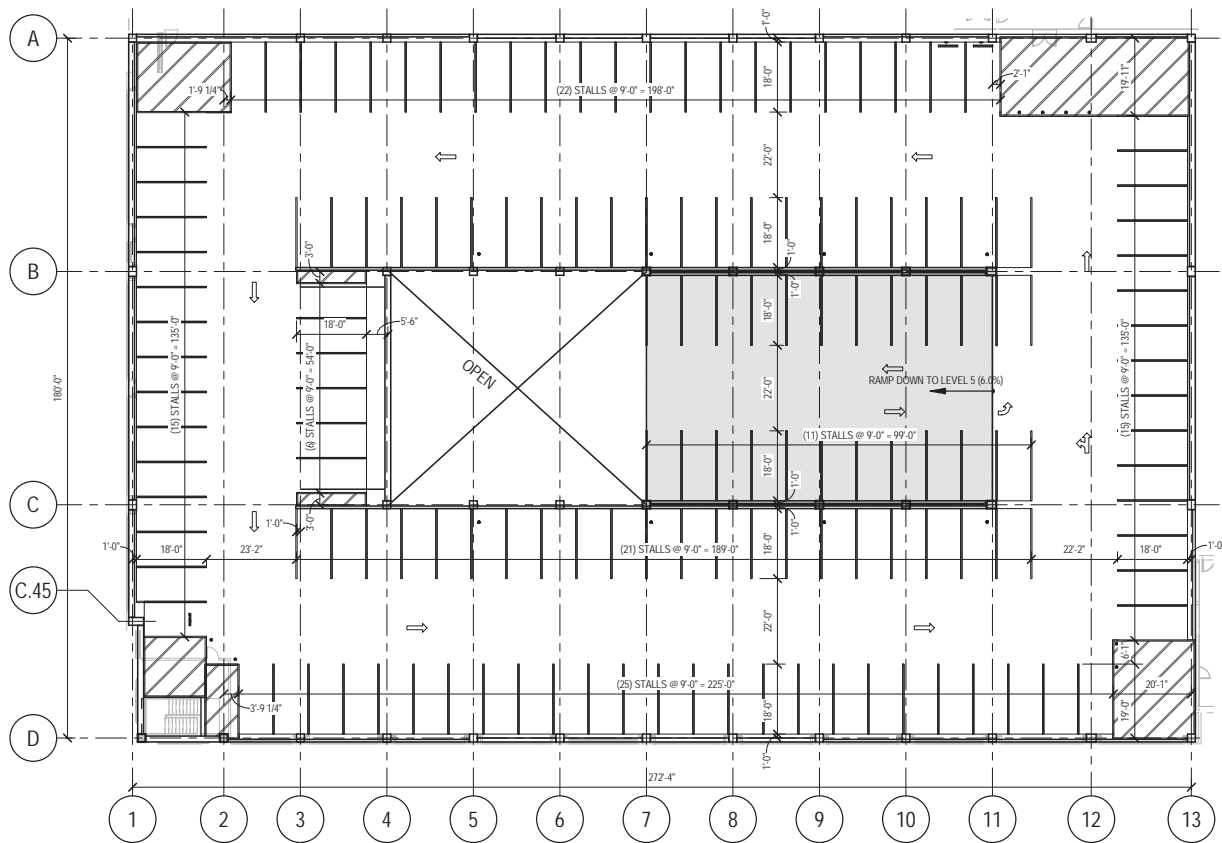 A
1'-0"
18'-0"
2'-1"
19'-11"
1'-9 1/4"
(22) STALLS @ 9'-0" = 198'-0"
22'-0"
18'-0"
B
3'-0"
1'-0"
1'-0"
18'-0"
18'-0"
5'-6"
OPEN
(15) STALLS @ 9'-0" = 135'-0"
(6) STALLS @ 9'-0" = 54'-0"
180'-0"
22'-0"
RAMP DOWN TO LEVEL 5 (6.0%)
(15) STALLS @ 9'-0" = 135'-0"
(11) STALLS @ 9'-0" = 99'-0"
18'-0"
1'-0"
C
3'-0"
1'-0"
1'-0"
1'-0"
18'-0"
23'-2"
(21) STALLS @ 9'-0" = 189'-0"
18'-0"
22'-2"
18'-0"
1'-0
C.45
22'-0"
6'-1"
(25) STALLS @ 9'-0" = 225'-0"
20'-1"
3'-9 1/4"
18'-0"
19'-0"
D
1'-0"
272'-4"
1 2 3 4 5 6 7 8 9 10 11 12 13